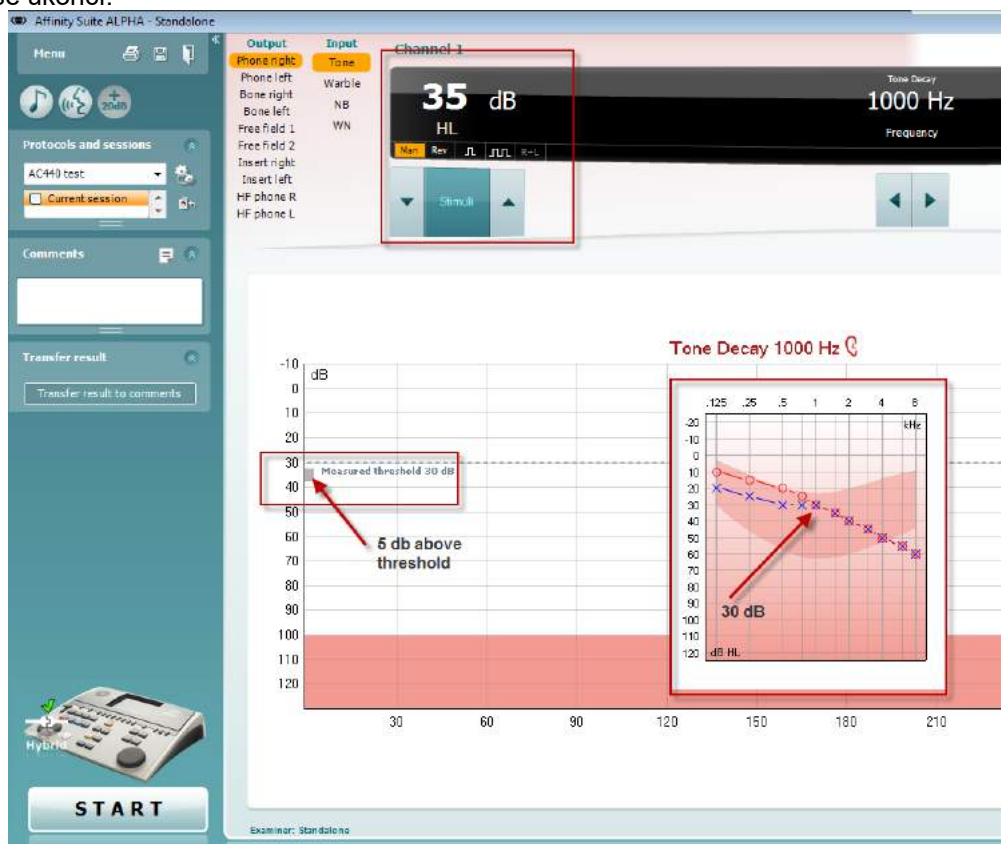 Affinity Suite ALPHA - Standalone
Menu
20dB
Protocols and sessions
AC440 test
Current session
Comments
Transfer result
Transfer result to comments
Hybrid
START
Output
Phone right
Phone left
Bone right
Bone left
Free field 1
Free field 2
Insert right
Insert left
HF phone R
HF phone L
Input
Tone
Warble
NB
WN
Channel 1
35 dB
HL
Man Rev
Stimuli
Tone Decay
1000 Hz
Frequency
Tone Decay 1000 Hz
dB
-10
0
10
20
30
40
50
60
70
80
90
100
110
120
Measured threshold 30 dB
5 db above
threshold
30 60 90 120 150 180 210
.125 .25 .5 1 2 4 8
kHz
-20
-10
0
10
20
30
40
50
60
70
80
90
100
110
120
dB HL
30 dB
Examiner: Standalone